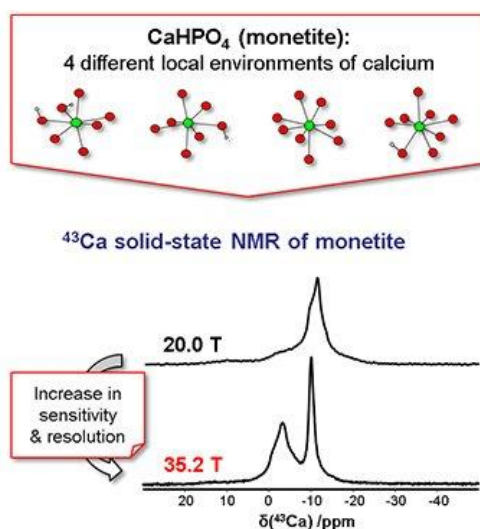 CaHPO₄ (monetite):
4 different local environments of calcium
⁴³Ca solid-state NMR of monetite
20.0 T
Increase in
sensitivity
& resolution
35.2 T
20 10 0 -10 -20 -30 -40
δ(⁴³Ca) /ppm